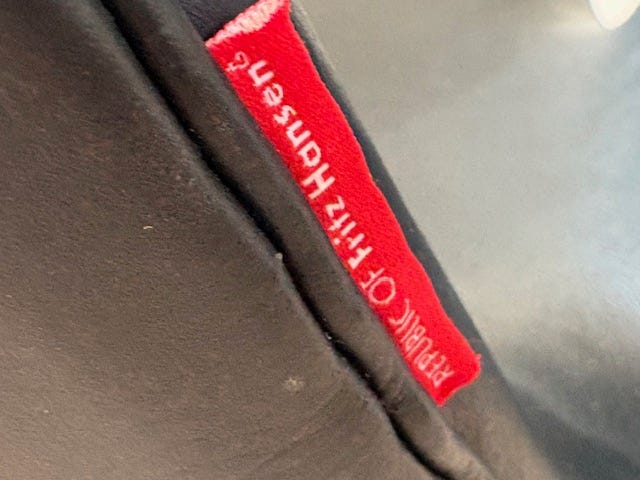 REPUBLIC OF Fritz Hansen